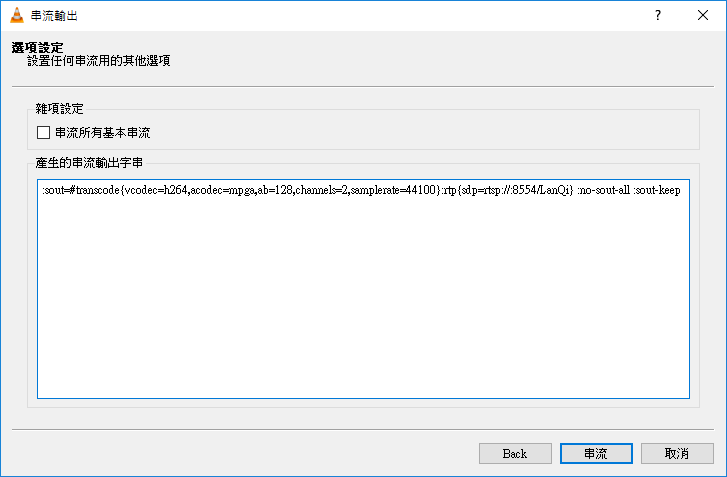 串流輸出
?
選項設定
設置任何串流用的其他選項
雜項設定
串流所有基本串流
產生的串流輸出字串
:sout=#transcode{vcodec=h264,acodec=mpga,ab=128,channels=2,samplerate=44100}:rtp{sdp=rtsp://:8554/LanQi} :no-sout-all :sout-keep
Back
串流
取消